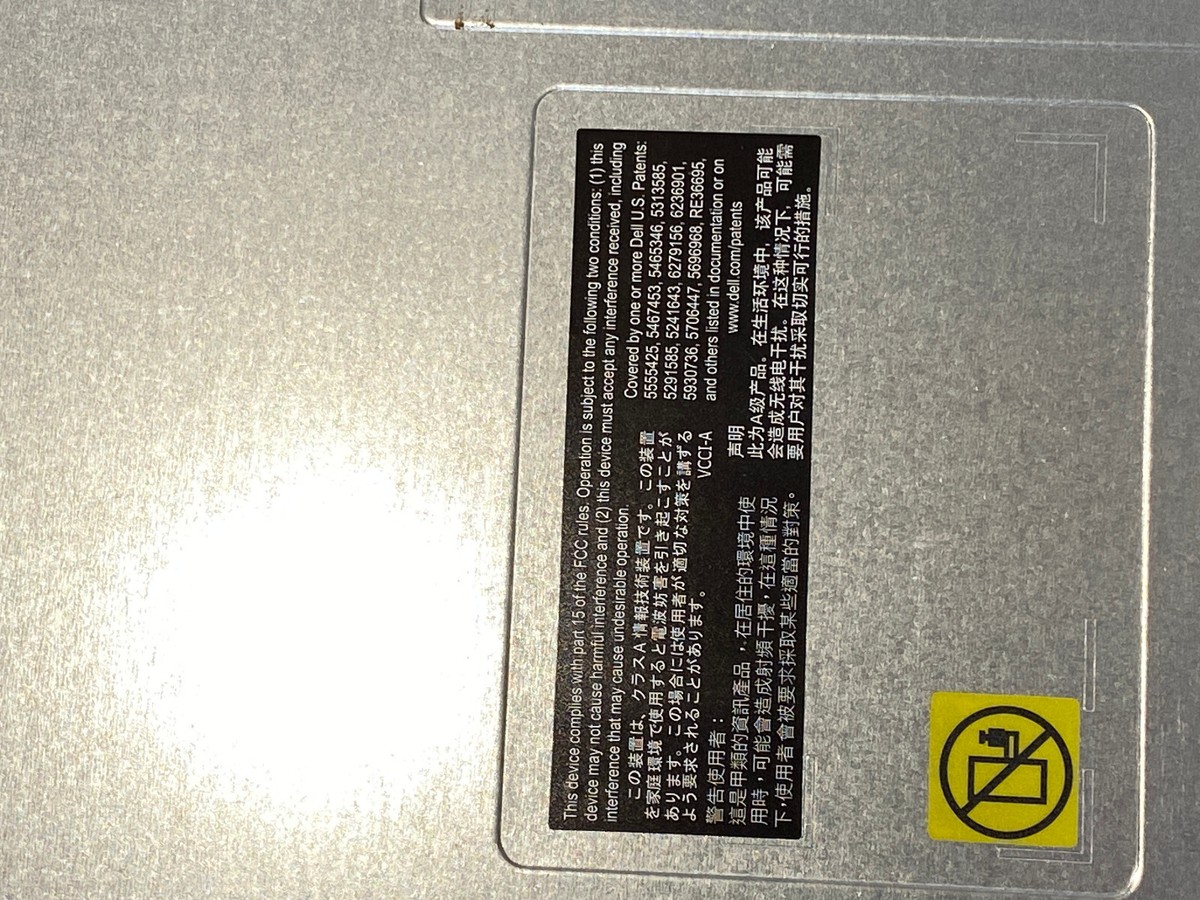 This device complies with part 15 of the FCC rules. Operation is subject to the following two conditions: (1) this
device may not cause harmful interference and (2) this device must accept any interference received, including
interference that may cause undesirable operation.
この装置は、クラスA情報技術装置です。この装置
を家庭環境で使用すると電波妨害を引き起こすことが
あります。この場合には使用者が適切な対策を講ずる
よう要求されることがあります。
VCCI-A
Covered by one or more Dell U.S. Patents:
5555425, 5467453, 5465346, 5313585,
5291585, 5241643, 6279156, 6236901,
5930736, 5706447, 5696968, RE36695,
and others listed in documentation or on
www.dell.com/patents
警告使用者：
這是甲類的資訊產品，在居住的環境中使
用時，可能會造成射頻干擾，在這種情況
下，使用者會被要求採取某些適當的對策。
声明
此为A级产品。在生活环境中，该产品可能
会造成无线电干扰。在这种情况下，可能需
要用户对其干扰采取切实可行的措施。